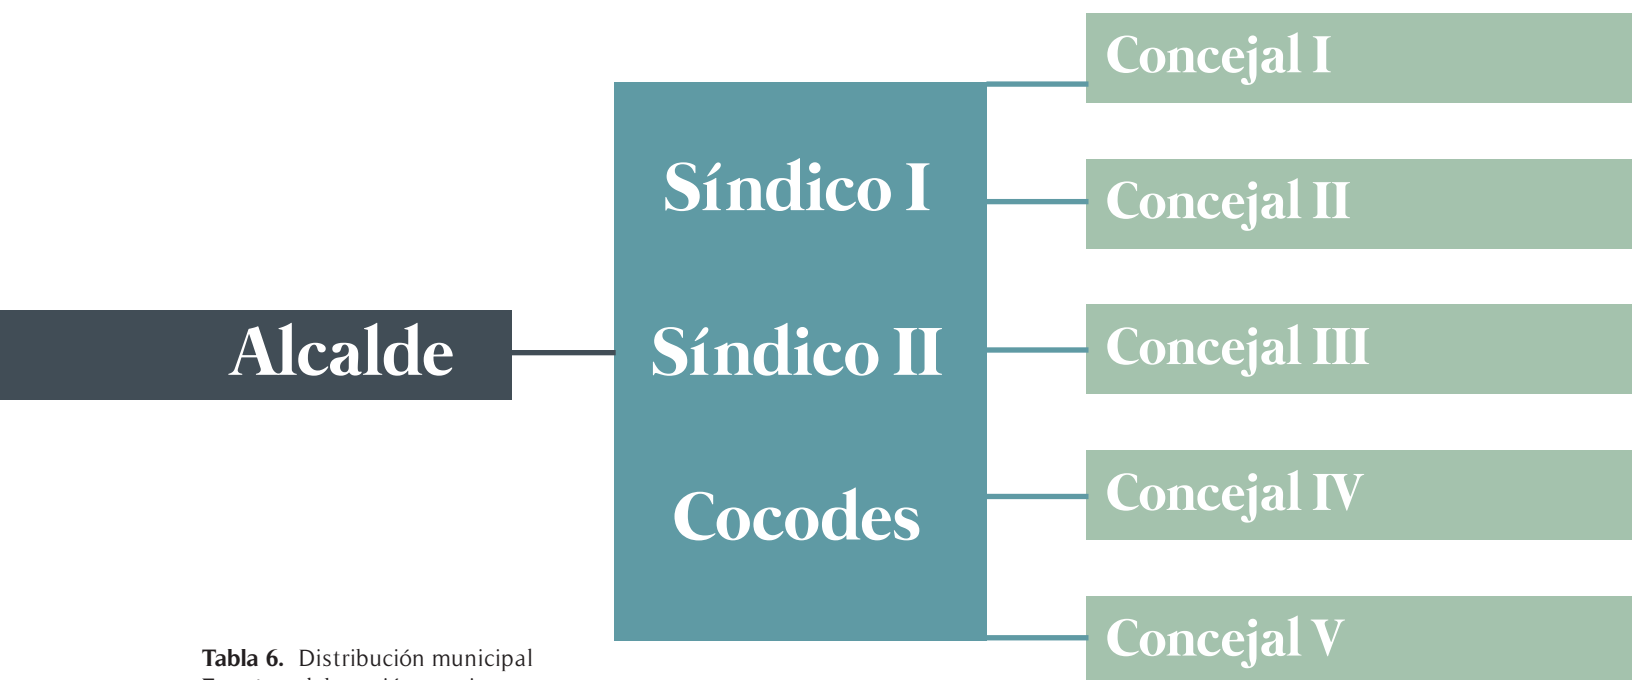 Alcalde
Síndico I
Síndico II
Cocodes
Concejal I
Concejal II
Concejal III
Concejal IV
Concejal V
Tabla 6. Distribución municipal